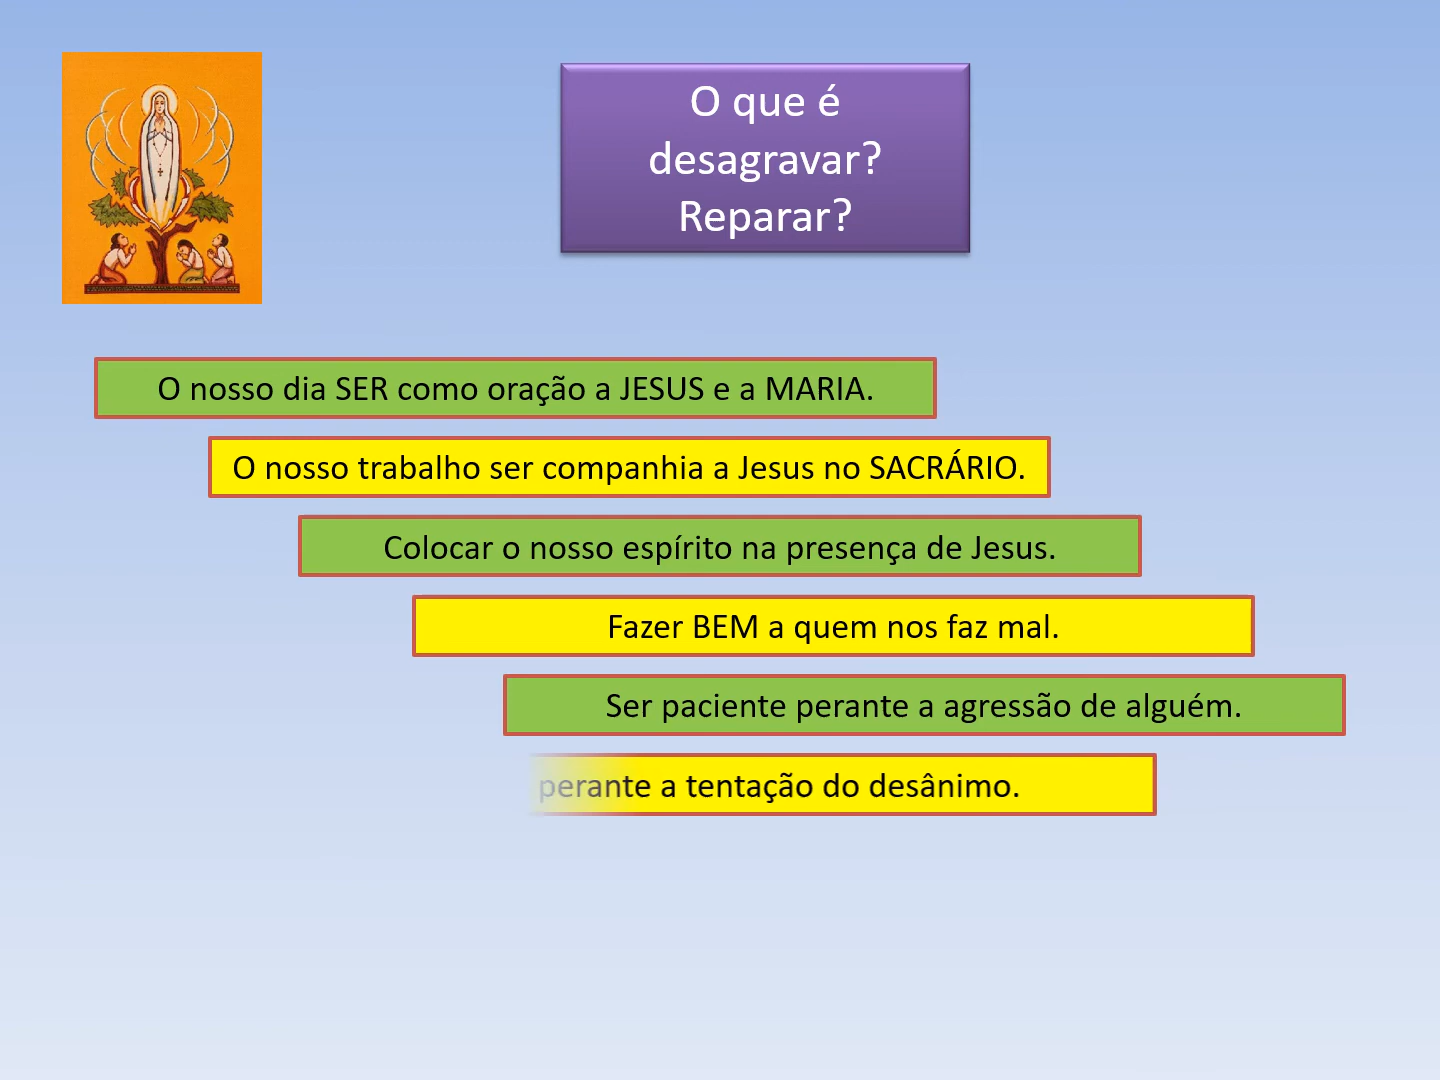 O que é
desagravar?
Reparar?
O nosso dia SER como oração a JESUS e a MARIA.
O nosso trabalho ser companhia a Jesus no SACRÁRIO.
Colocar o nosso espírito na presença de Jesus.
Fazer BEM a quem nos faz mal.
Ser paciente perante a agressão de alguém.
perante a tentação do desânimo.